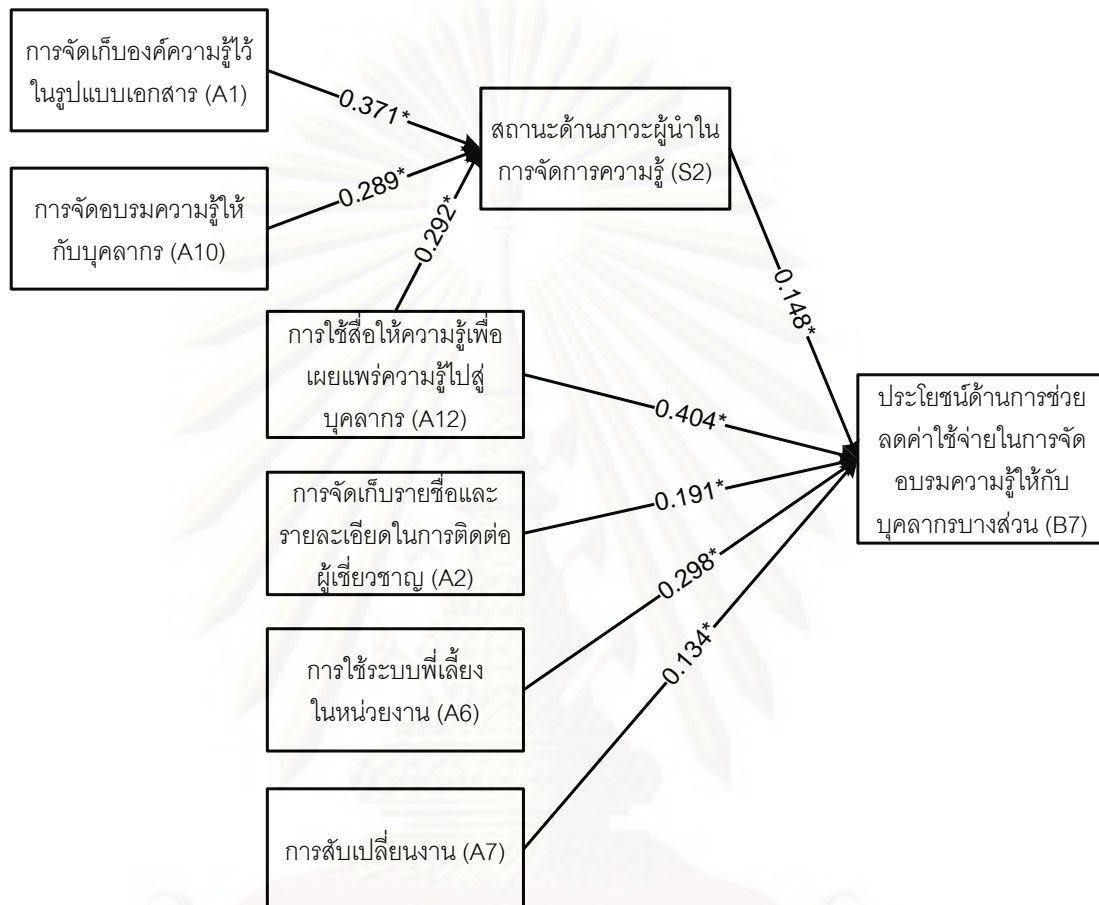 การจัดเก็บองค์ความรู้ไว้
ในรูปแบบเอกสาร (A1)
0.371*
สถานะด้านภาวะผู้นำใน
การจัดการความรู้ (S2)
การจัดอบรมความรู้ให้
กับบุคลากร (A10)
0.289*
0.292*
0.148*
การใช้สื่อให้ความรู้เพื่อ
เผยแพร่ความรู้ไปสู่
บุคลากร (A12)
0.404*
ประโยชน์ด้านการช่วย
ลดค่าใช้จ่ายในการจัด
อบรมความรู้ให้กับ
บุคลากรบางส่วน (B7)
การจัดเก็บรายชื่อและ
รายละเอียดในการติดต่อ
ผู้เชี่ยวชาญ (A2)
0.191*
0.298*
การใช้ระบบพี่เลี้ยง
ในหน่วยงาน (A6)
0.134*
การสับเปลี่ยนงาน (A7)